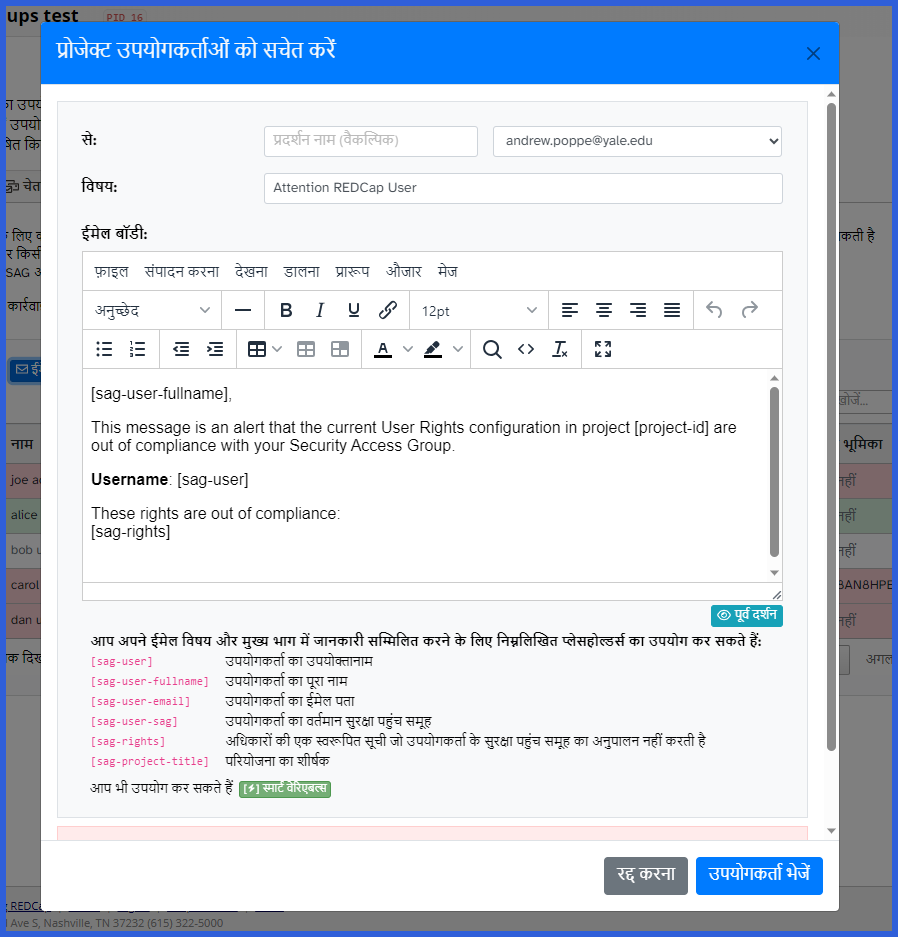 ups test PID 16
प्रोजेक्ट उपयोगकर्ताओं को सचेत करें
से: प्रदर्शन नाम (वैकल्पिक) andrew.poppe@yale.edu
विषय: Attention REDCap User
ईमेल बॉडी:
फ़ाइल संपादन करना देखना डालना प्रारूप औजार मेज
अनुच्छेद B I U 12pt
A
[sag-user-fullname],
This message is an alert that the current User Rights configuration in project [project-id] are
out of compliance with your Security Access Group.
Username: [sag-user]
These rights are out of compliance:
[sag-rights]
पूर्व दर्शन
आप अपने ईमेल विषय और मुख्य भाग में जानकारी सम्मिलित करने के लिए निम्नलिखित प्लेसहोल्डर्स का उपयोग कर सकते हैं:
[sag-user] उपयोगकर्ता का उपयोक्तानाम
[sag-user-fullname] उपयोगकर्ता का पूरा नाम
[sag-user-email] उपयोगकर्ता का ईमेल पता
[sag-user-sag] उपयोगकर्ता का वर्तमान सुरक्षा पहुंच समूह
[sag-rights] अधिकारों की एक स्वरूपित सूची जो उपयोगकर्ता के सुरक्षा पहुंच समूह का अनुपालन नहीं करती है
[sag-project-title] परियोजना का शीर्षक
आप भी उपयोग कर सकते हैं [⚡] स्मार्ट वेरिएबल्स
रद्द करना उपयोगकर्ता भेजें
नाम भूमिका
joe
alice
bob
carol 8AN8HPE
dan
Ave S, Nashville, TN 37232 (615) 322-5000